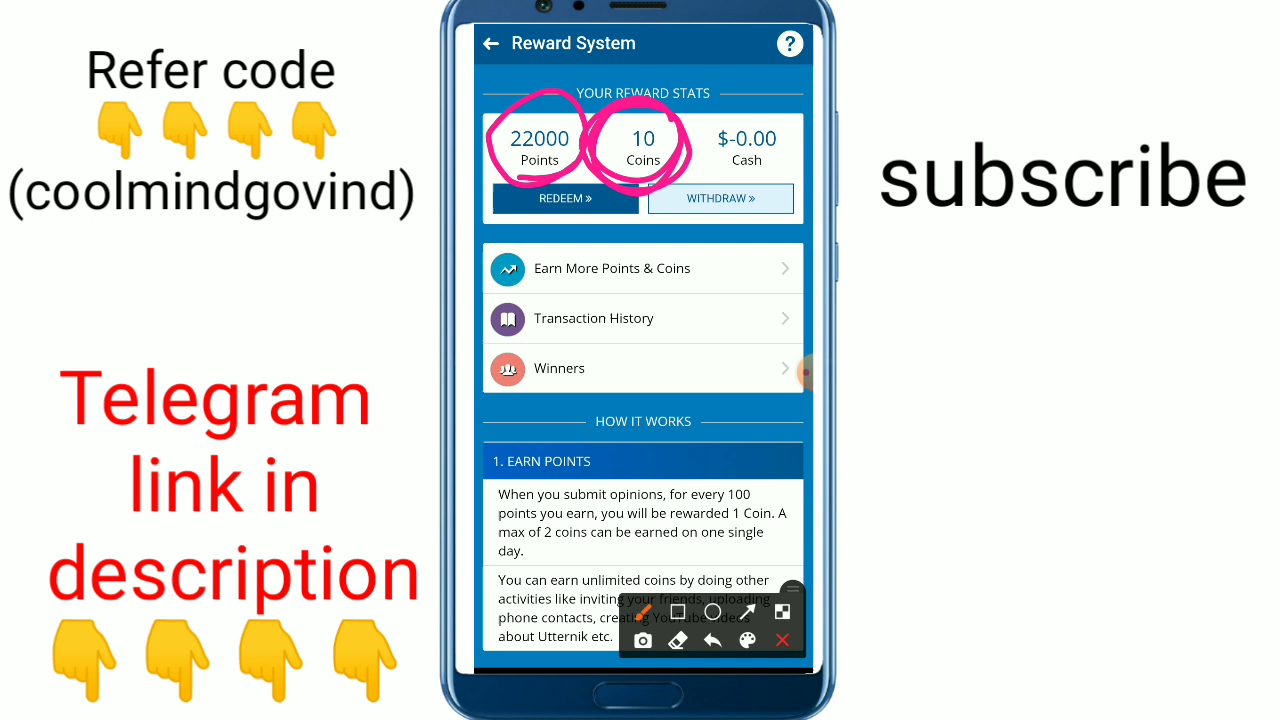 Refer code
(coolmindgovind)
Telegram
link in
description
Reward System
?
YOUR REWARD STATS
22000 10 $-0.00
Points Coins Cash
REDEEM » WITHDRAW »
Earn More Points & Coins
Transaction History
Winners
HOW IT WORKS
1. EARN POINTS
When you submit opinions, for every 100
points you earn, you will be rewarded 1 Coin. A
max of 2 coins can be earned on one single
day.
You can earn unlimited coins by doing other
activities like inviting your friends, uploading
phone contacts, creating YouTube videos
about Utternik etc.
subscribe